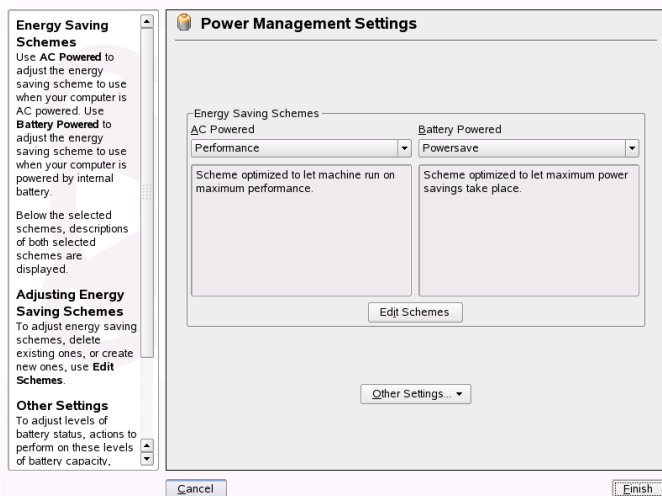 Energy Saving
Schemes
Use AC Powered to
adjust the energy
saving scheme to use
when your computer is
AC powered. Use
Battery Powered to
adjust the energy
saving scheme to use
when your computer is
powered by internal
battery.
Below the selected
schemes, descriptions
of both selected
schemes are
displayed.
Adjusting Energy
Saving Schemes
To adjust energy saving
schemes, delete
existing ones, or create
new ones, use Edit
Schemes.
Other Settings
To adjust levels of
battery status, actions to
perform on these levels
of battery capacity,
Power Management Settings
Energy Saving Schemes
AC Powered
Performance
Scheme optimized to let machine run on
maximum performance.
Battery Powered
Powersave
Scheme optimized to let maximum power
savings take place.
Edit Schemes
Other Settings...
Cancel
Finish